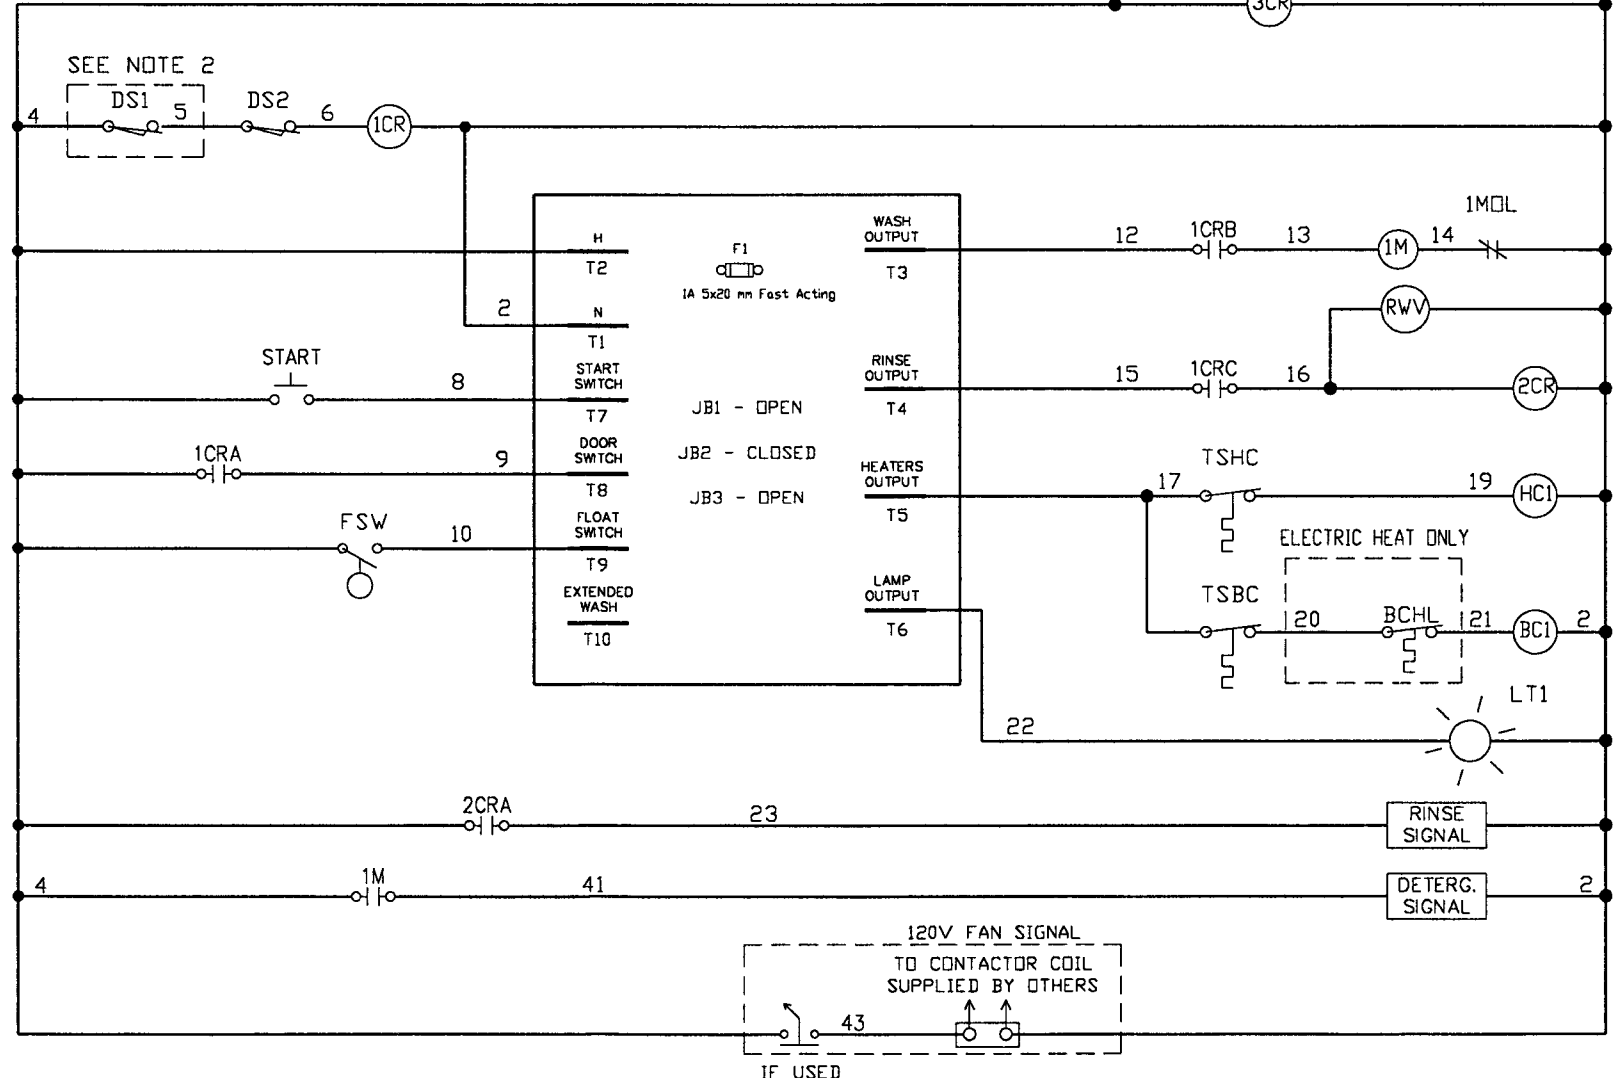 3CR
SEE NOTE 2
4
DS1
5
DS2
6
1CR
2
START
8
1CRA
9
FSW
10
H
T2
N
T1
START
SWITCH
T7
DOOR
SWITCH
T8
FLOAT
SWITCH
T9
EXTENDED
WASH
T10
F1
1A 5x20 mm Fast Acting
JB1 - OPEN
JB2 - CLOSED
JB3 - OPEN
WASH
OUTPUT
T3
RINSE
OUTPUT
T4
HEATERS
OUTPUT
T5
LAMP
OUTPUT
T6
12
1CRB
13
1M
14
1MOL
RWV
15
1CRC
16
2CR
17
TSHC
19
HC1
ELECTRIC HEAT ONLY
TSBC
20
BCHL
21
BC1
2
LT1
22
2CRA
23
RINSE
SIGNAL
4
1M
41
DETERG.
SIGNAL
2
120V FAN SIGNAL
TO CONTACTOR COIL
SUPPLIED BY OTHERS
43
IF USED